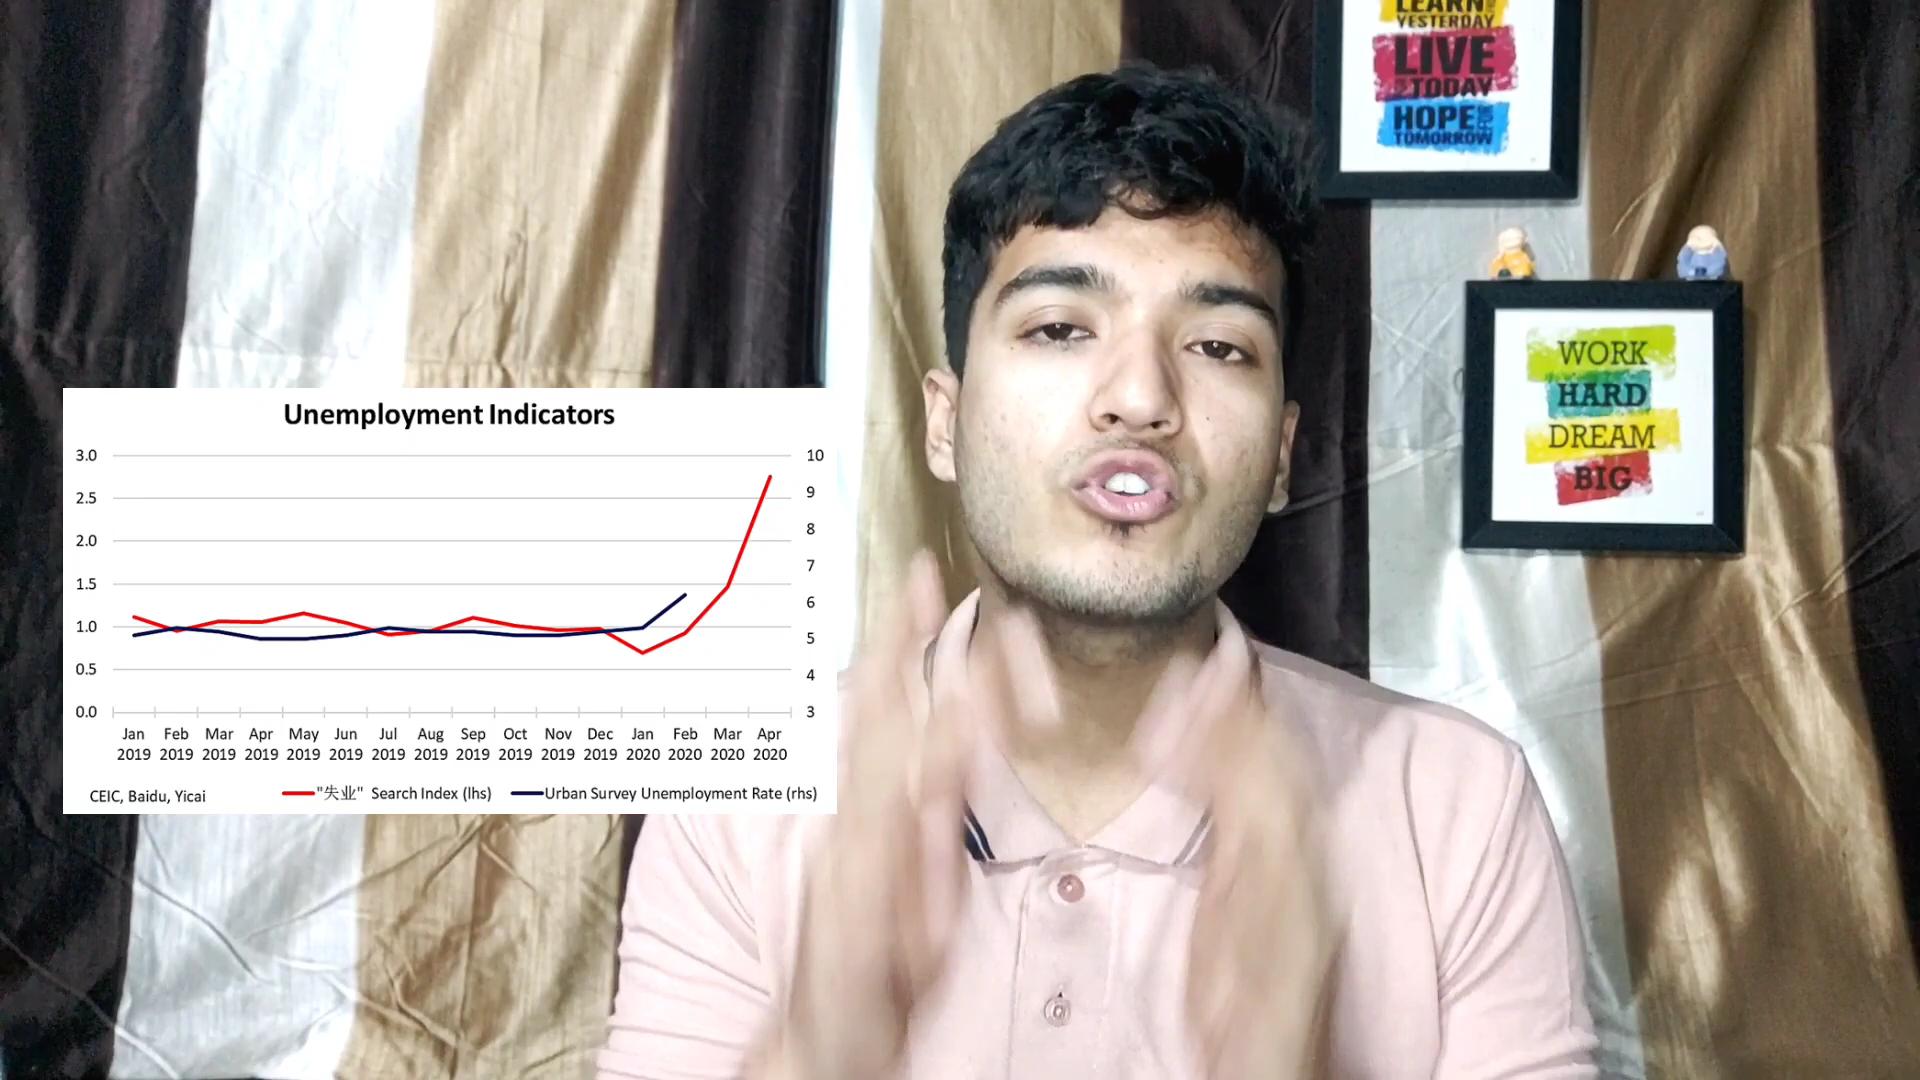 LEARN
YESTERDAY
LIVE
TODAY
HOPE FOR
TOMORROW
WORK
HARD
DREAM
BIG
Unemployment Indicators
3.0
2.5
2.0
1.5
1.0
0.5
0.0
10
9
8
7
6
5
4
3
Jan Feb Mar Apr May Jun Jul Aug Sep Oct Nov Dec Jan Feb Mar Apr
2019 2019 2019 2019 2019 2019 2019 2019 2019 2019 2019 2019 2020 2020 2020 2020
CEIC, Baidu, Yicai
"失业" Search Index (lhs)
Urban Survey Unemployment Rate (rhs)